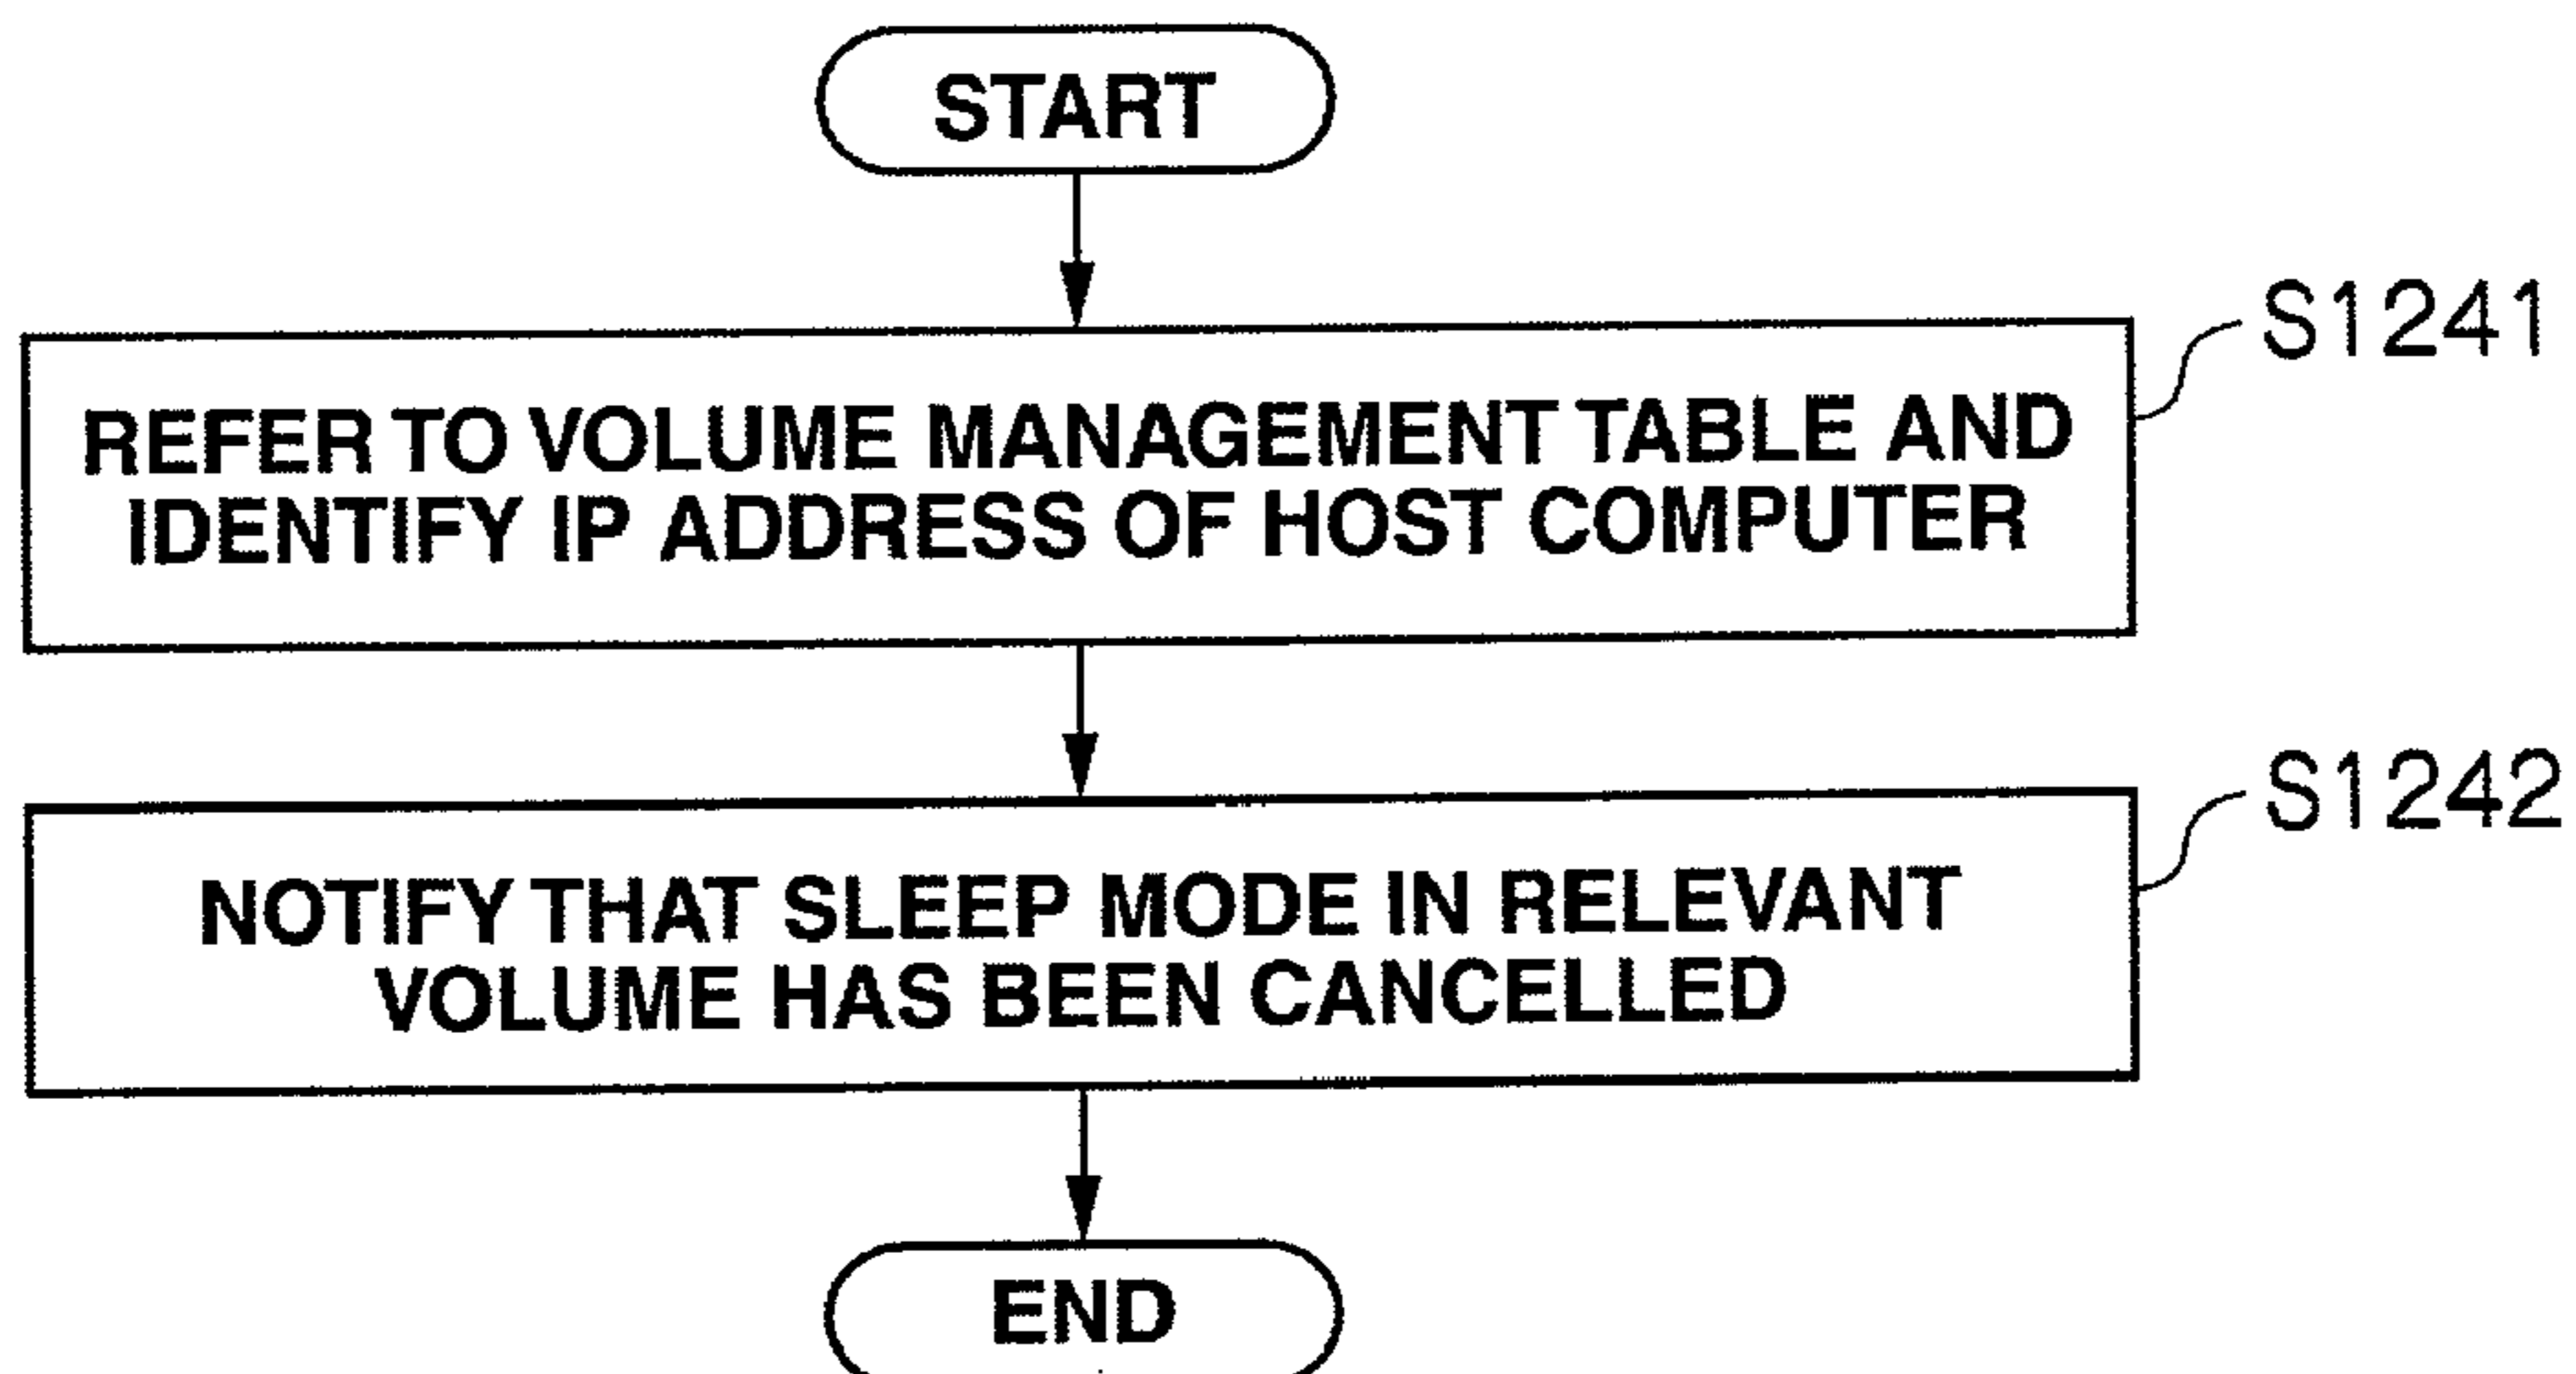 START
S1241
REFER TO VOLUME MANAGEMENT TABLE AND
IDENTIFY IP ADDRESS OF HOST COMPUTER
S1242
NOTIFY THAT SLEEP MODE IN RELEVANT
VOLUME HAS BEEN CANCELLED
END